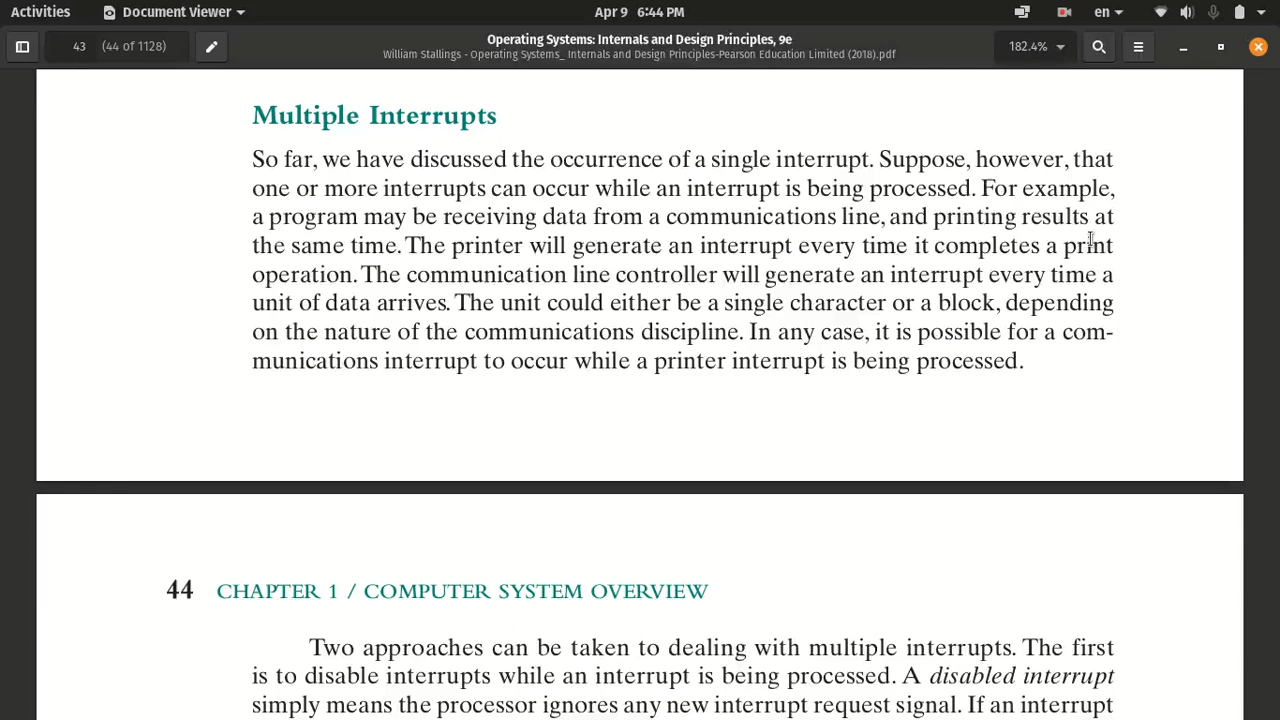 Activities
Document Viewer
Apr 9 6:44 PM
en
43
(44 of 1128)
Operating Systems: Internals and Design Principles, 9e
William Stallings - Operating Systems_ Internals and Design Principles-Pearson Education Limited (2018).pdf
182.4%
Multiple Interrupts
So far, we have discussed the occurrence of a single interrupt. Suppose, however, that
one or more interrupts can occur while an interrupt is being processed. For example,
a program may be receiving data from a communications line, and printing results at
the same time. The printer will generate an interrupt every time it completes a print
operation. The communication line controller will generate an interrupt every time a
unit of data arrives. The unit could either be a single character or a block, depending
on the nature of the communications discipline. In any case, it is possible for a com-
munications interrupt to occur while a printer interrupt is being processed.
44 CHAPTER 1 / COMPUTER SYSTEM OVERVIEW
Two approaches can be taken to dealing with multiple interrupts. The first
is to disable interrupts while an interrupt is being processed. A disabled interrupt
simply means the processor ignores any new interrupt request signal. If an interrupt